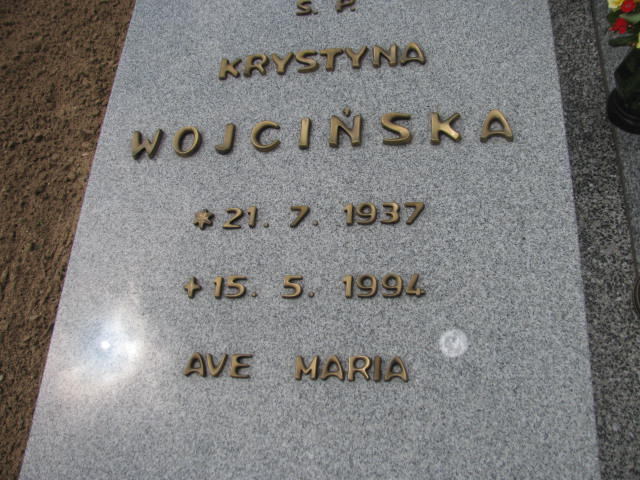 S. P.
KRYSTYNA
WOJCIŃSKA
* 21. 7. 1937
+ 15. 5. 1994
AVE MARIA